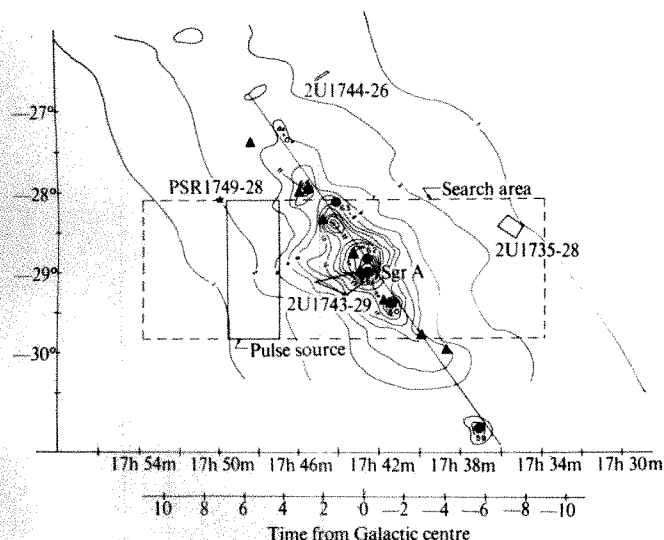 2U1744-26
—27°
PSR1749-28
—28°
Search area
2U1735-28
—29°
Sgr A
2U1743-29
—30°
Pulse source
17h 54m 17h 50m 17h 46m 17h 42m 17h 38m 17h 34m 17h 30m
10 8 6 4 2 0 —2 —4 —6 —8 —10
Time from Galactic centre